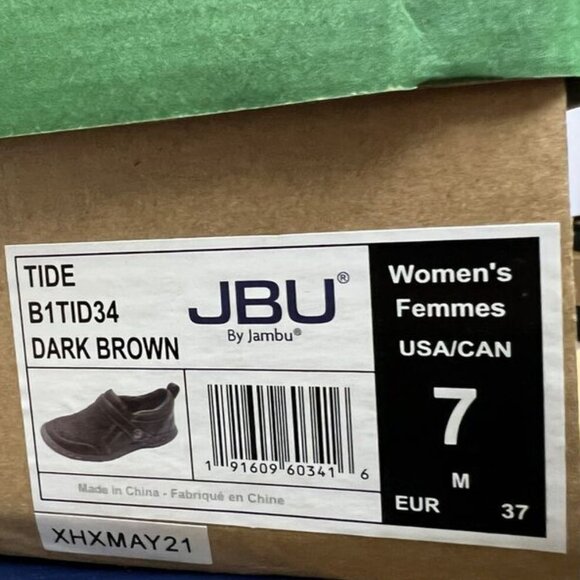 TIDE
B1TID34
DARK BROWN
JBU®
By Jambu®
Women's
Femmes
USA/CAN
7
M
EUR 37
1 91609 60341 6
Made in China - Fabriqué en Chine
XHXMAY21